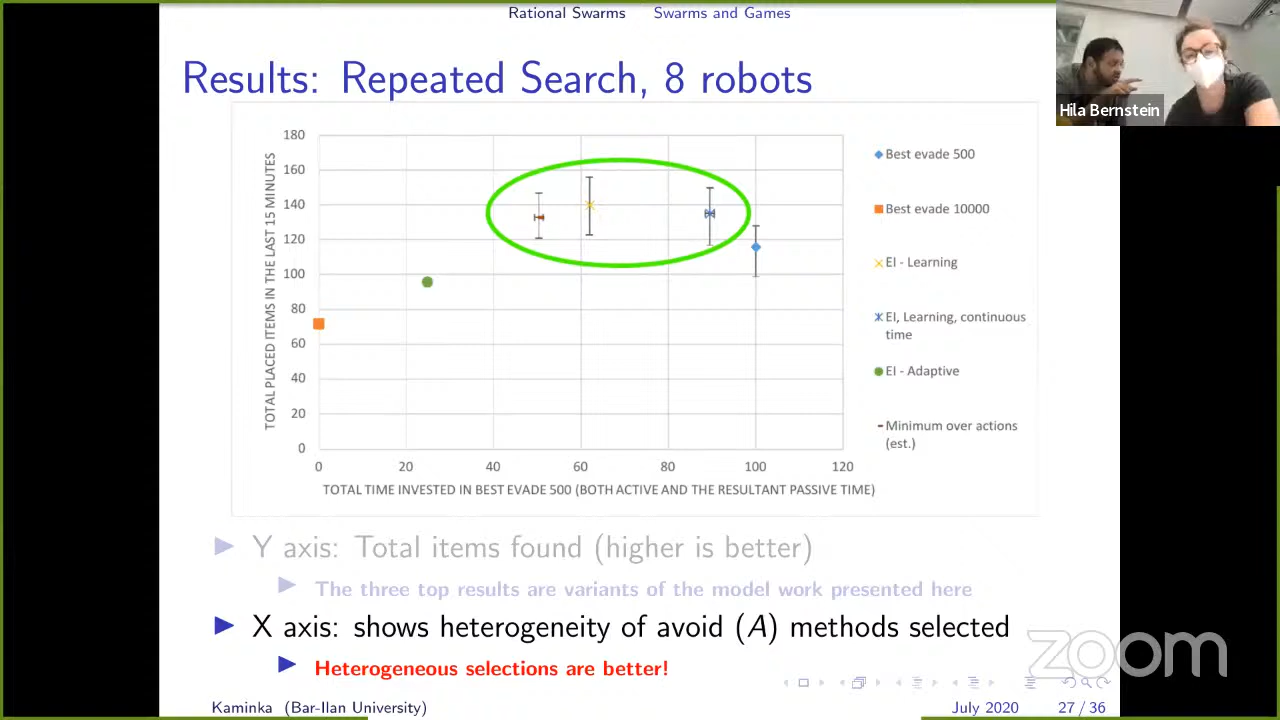 Rational Swarms Swarms and Games
Results: Repeated Search, 8 robots
Hila Bernstein
TOTAL PLACED ITEMS IN THE LAST 15 MINUTES
180
160
140
120
100
80
60
40
20
0
0 20 40 60 80 100 120
TOTAL TIME INVESTED IN BEST EVADE 500 (BOTH ACTIVE AND THE RESULTANT PASSIVE TIME)
Best evade 500
Best evade 10000
EI - Learning
EI, Learning, continuous
time
EI - Adaptive
Minimum over actions
(est.)
Y axis: Total items found (higher is better)
The three top results are variants of the model work presented here
X axis: shows heterogeneity of avoid (A) methods selected
Heterogeneous selections are better!
zoom
Kaminka (Bar-Ilan University) July 2020 27 / 36